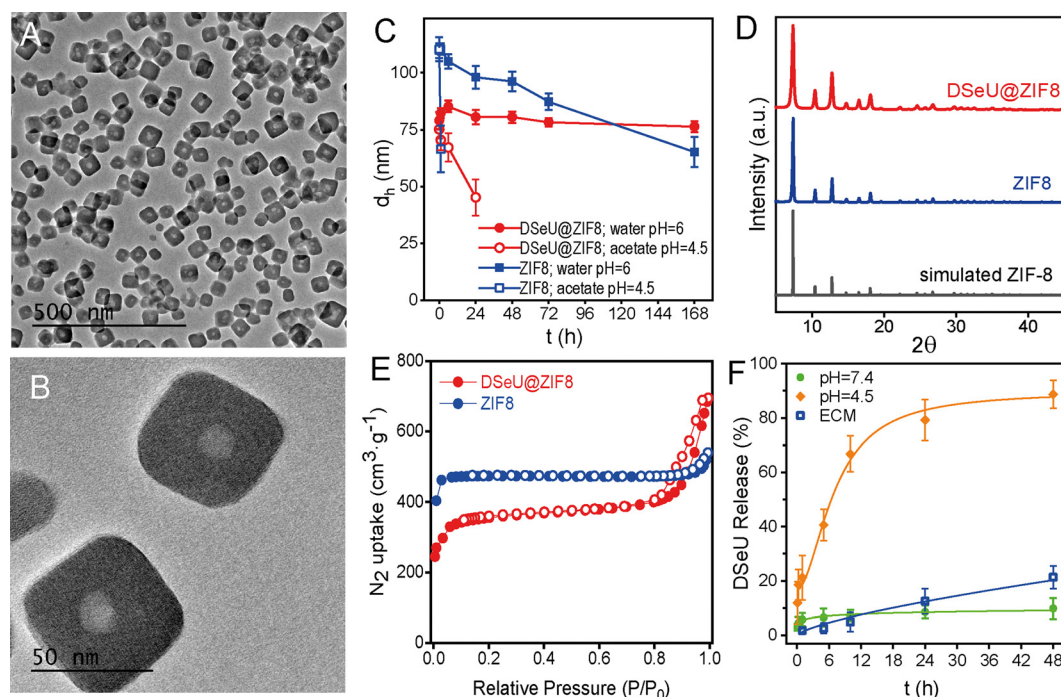 A
500 nm
B
50 nm
C
d_h (nm)
100
75
50
25
0
DSeU@ZIF8; water pH=6
DSeU@ZIF8; acetate pH=4.5
ZIF8; water pH=6
ZIF8; acetate pH=4.5
0 24 48 72 96 120 144 168
t (h)
D
Intensity (a.u.)
DSeU@ZIF8
ZIF8
simulated ZIF-8
10 20 30 40
2θ
E
N₂ uptake (cm³·g⁻¹)
800
600
400
200
0
DSeU@ZIF8
ZIF8
0.0 0.2 0.4 0.6 0.8 1.0
Relative Pressure (P/P₀)
F
DSeU Release (%)
100
80
60
40
20
0
pH=7.4
pH=4.5
ECM
0 6 12 18 24 30 36 42 48
t (h)